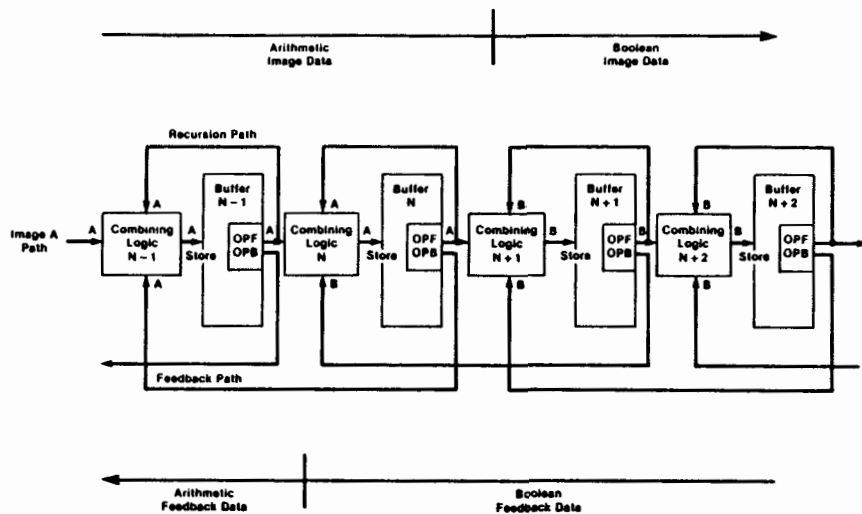 Arithmetic
Image Data
Boolean
Image Data
Recursion Path
Image A
Path
A
Combining
Logic
N - 1
A
A
A
Store
Buffer
N - 1
OPF
OPB
A
Combining
Logic
N
A
B
A
Store
Buffer
N
OPF
OPB
A
Combining
Logic
N + 1
B
B
B
Store
Buffer
N + 1
OPF
OPB
B
Combining
Logic
N + 2
B
B
B
Store
Buffer
N + 2
OPF
OPB
Feedback Path
Arithmetic
Feedback Data
Boolean
Feedback Data